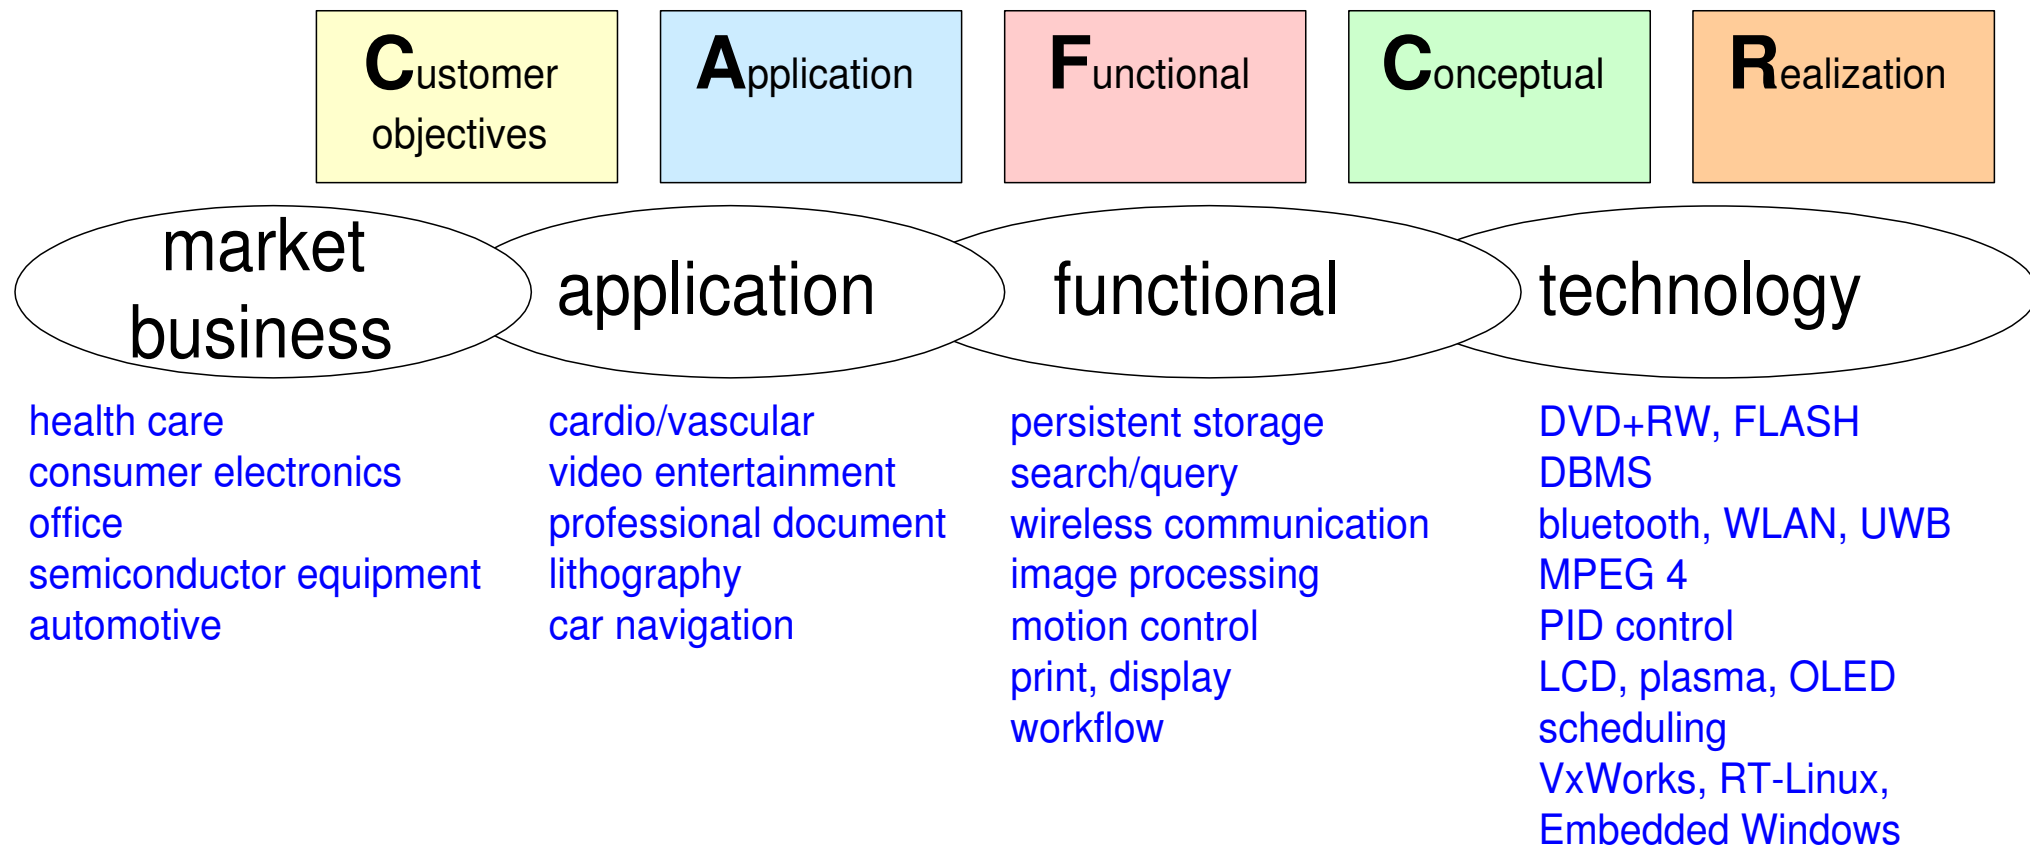 Customer
objectives
Application
Functional
Conceptual
Realization
market
business
application
functional
technology
health care
consumer electronics
office
semiconductor equipment
automotive
cardio/vascular
video entertainment
professional document
lithography
car navigation
persistent storage
search/query
wireless communication
image processing
motion control
print, display
workflow
DVD+RW, FLASH
DBMS
bluetooth, WLAN, UWB
MPEG 4
PID control
LCD, plasma, OLED
scheduling
VxWorks, RT-Linux,
Embedded Windows